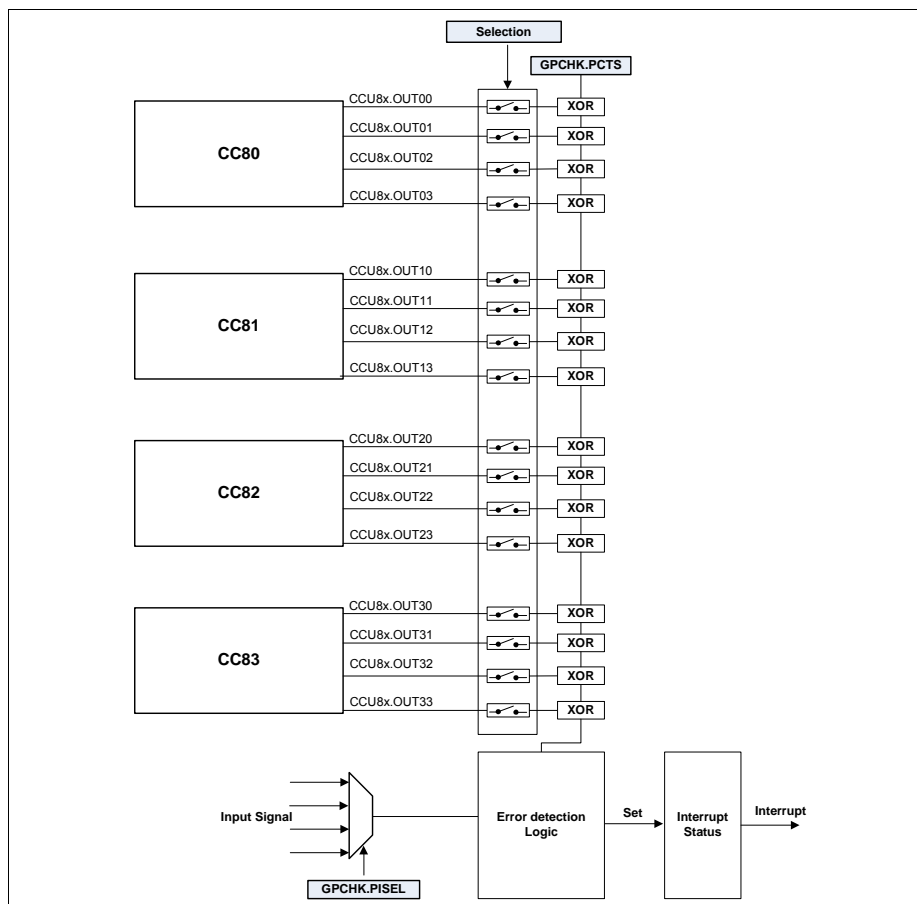 Selection
GPCHK.PCTS
CCU8x.OUT00
XOR
CCU8x.OUT01
XOR
CC80
CCU8x.OUT02
XOR
CCU8x.OUT03
XOR
CCU8x.OUT10
XOR
CCU8x.OUT11
XOR
CC81
CCU8x.OUT12
XOR
CCU8x.OUT13
XOR
CCU8x.OUT20
XOR
CCU8x.OUT21
XOR
CC82
CCU8x.OUT22
XOR
CCU8x.OUT23
XOR
CCU8x.OUT30
XOR
CCU8x.OUT31
XOR
CC83
CCU8x.OUT32
XOR
CCU8x.OUT33
XOR
Input Signal
GPCHK.PISEL
Error detection
Logic
Set
Interrupt
Status
Interrupt